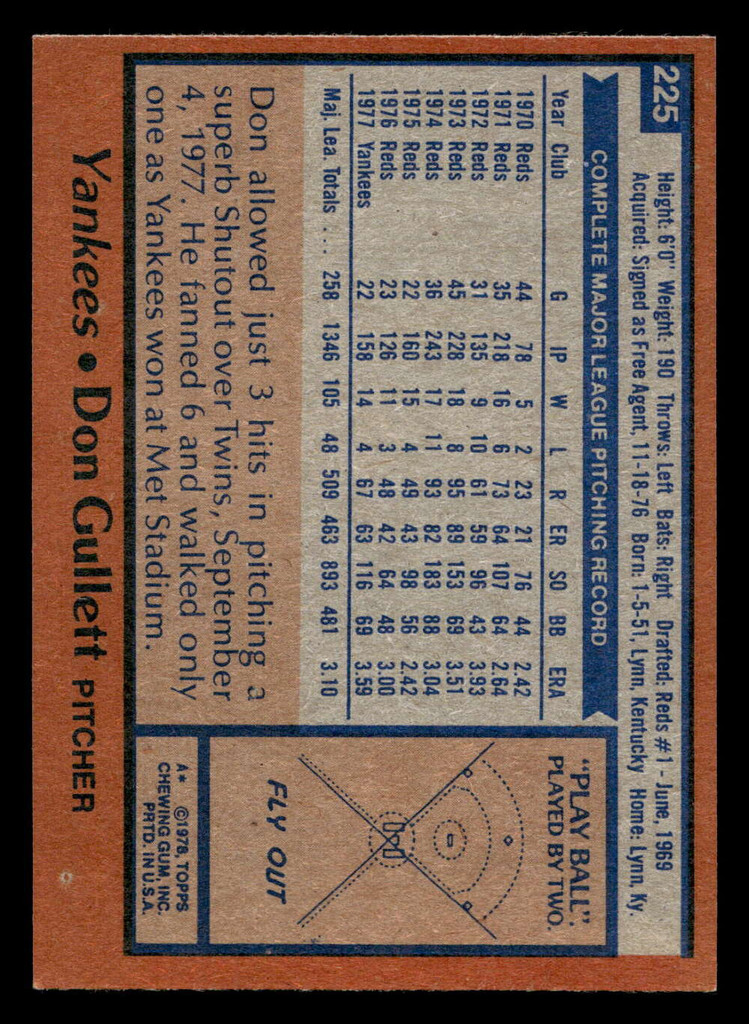 225
Height: 6'0" Weight: 190 Throws: Left Bats: Right Drafted: Reds #1 - June, 1969
Acquired: Signed as Free Agent, 11-18-76 Born: 1-5-51, Lynn, Kentucky Home: Lynn, Ky.
COMPLETE MAJOR LEAGUE PITCHING RECORD
Year Club G IP W L R ER SO BB ERA
1970 Reds 44 78 5 2 23 21 76 44 2.42
1971 Reds 35 218 16 6 73 64 107 64 2.64
1972 Reds 31 135 9 10 61 59 96 43 3.93
1973 Reds 45 228 18 8 95 89 153 69 3.51
1974 Reds 36 243 17 11 93 82 183 88 3.04
1975 Reds 22 160 15 4 49 43 98 56 2.42
1976 Reds 23 126 11 3 48 42 64 48 3.00
1977 Yankees 22 158 14 4 67 63 116 69 3.59
Maj. Lea. Totals .... 258 1346 105 48 509 463 893 481 3.10
Don allowed just 3 hits in pitching a
superb Shutout over Twins, September
4, 1977. He fanned 6 and walked only
one as Yankees won at Met Stadium.
"PLAY BALL".
PLAYED BY TWO.
FLY OUT
A* ©1978, TOPPS
CHEWING GUM, INC.
PRTD. IN U.S.A.
Yankees • Don Gullett PITCHER